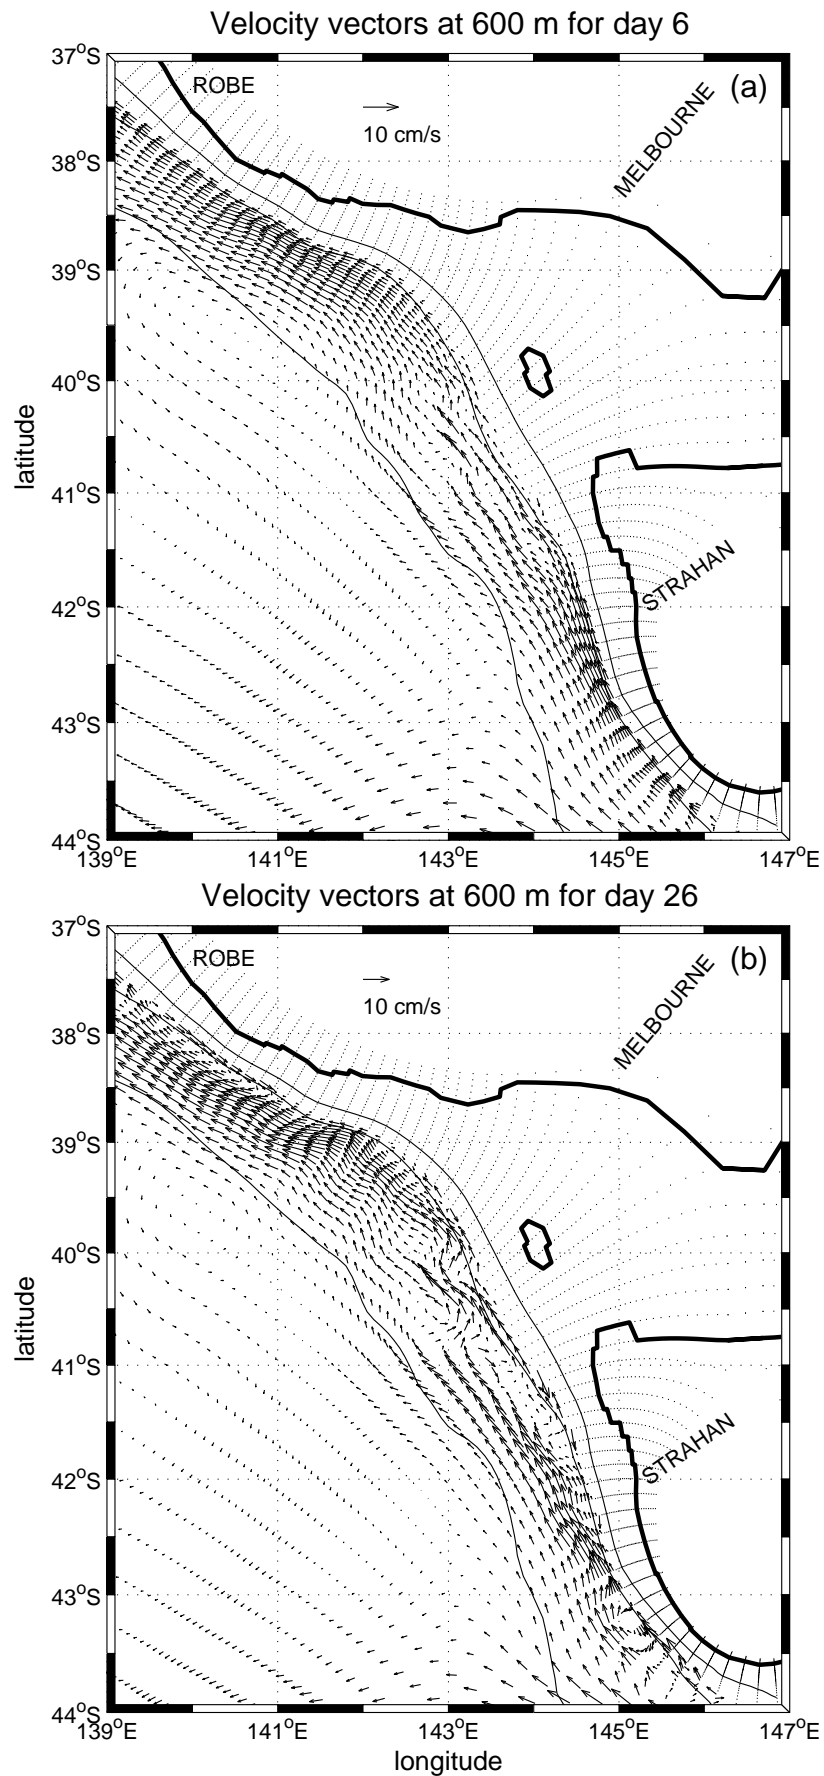 Velocity vectors at 600 m for day 6
37°S
ROBE
(a)
10 cm/s
MELBOURNE
38°S
39°S
40°S
latitude
41°S
STRAHAN
42°S
43°S
44°S
139°E 141°E 143°E 145°E 147°E
Velocity vectors at 600 m for day 26
37°S
ROBE
(b)
10 cm/s
MELBOURNE
38°S
39°S
40°S
latitude
41°S
STRAHAN
42°S
43°S
44°S
139°E 141°E 143°E 145°E 147°E
longitude